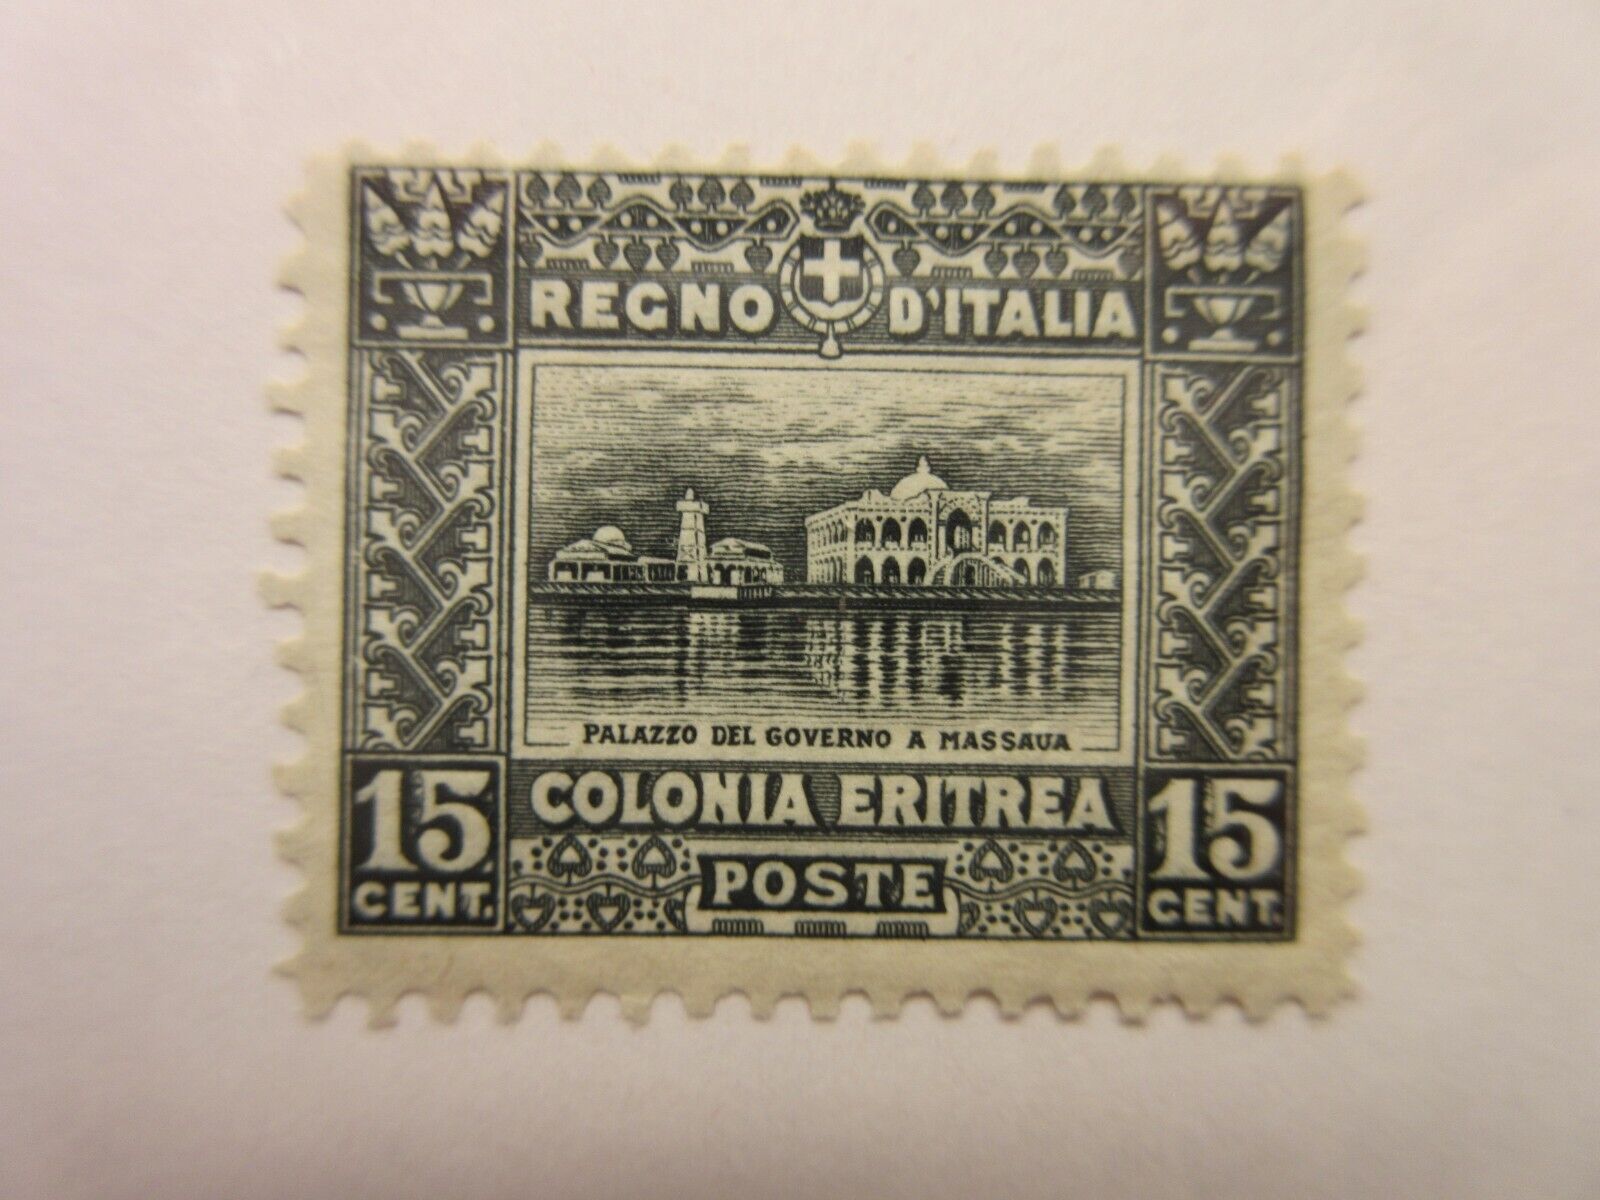 REGNO D'ITALIA
PALAZZO DEL GOVERNO A MASSAUA
COLONIA ERITREA
15 CENT.
POSTE
15 CENT.